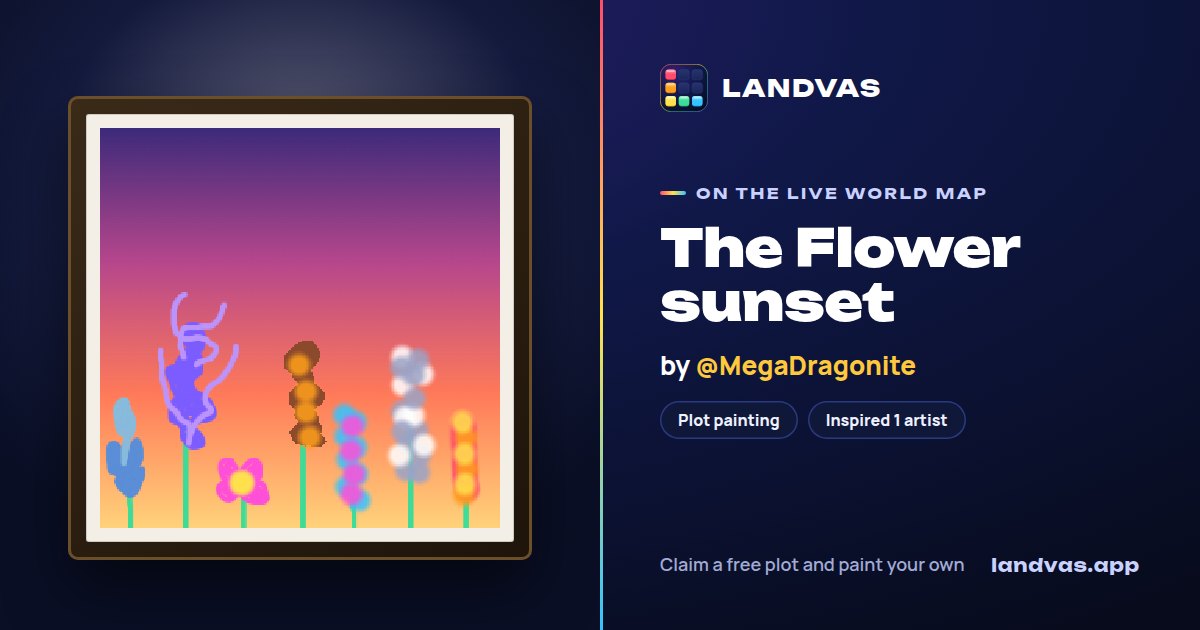 LANDVAS
ON THE LIVE WORLD MAP
The Flower
sunset
by @MegaDragonite
Plot painting
Inspired 1 artist
Claim a free plot and paint your own
landvas.app